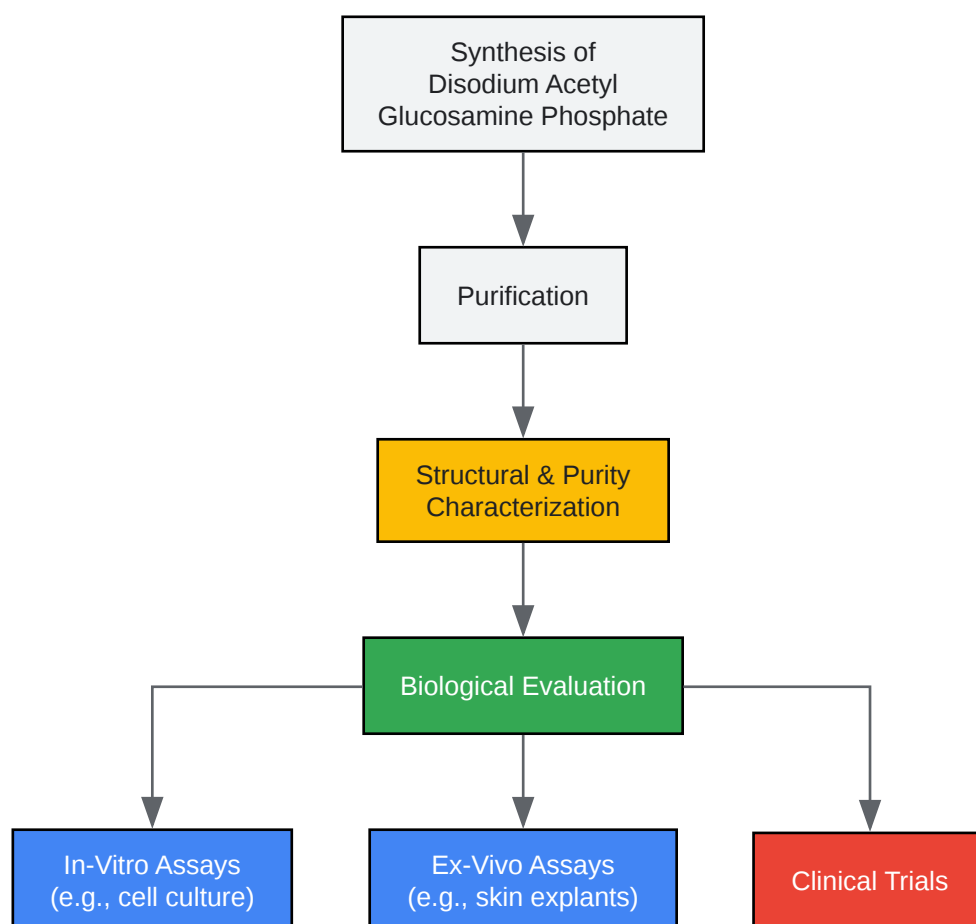 Synthesis of
Disodium Acetyl
Glucosamine Phosphate
Purification
Structural & Purity
Characterization
Biological Evaluation
In-Vitro Assays
(e.g., cell culture)
Ex-Vivo Assays
(e.g., skin explants)
Clinical Trials